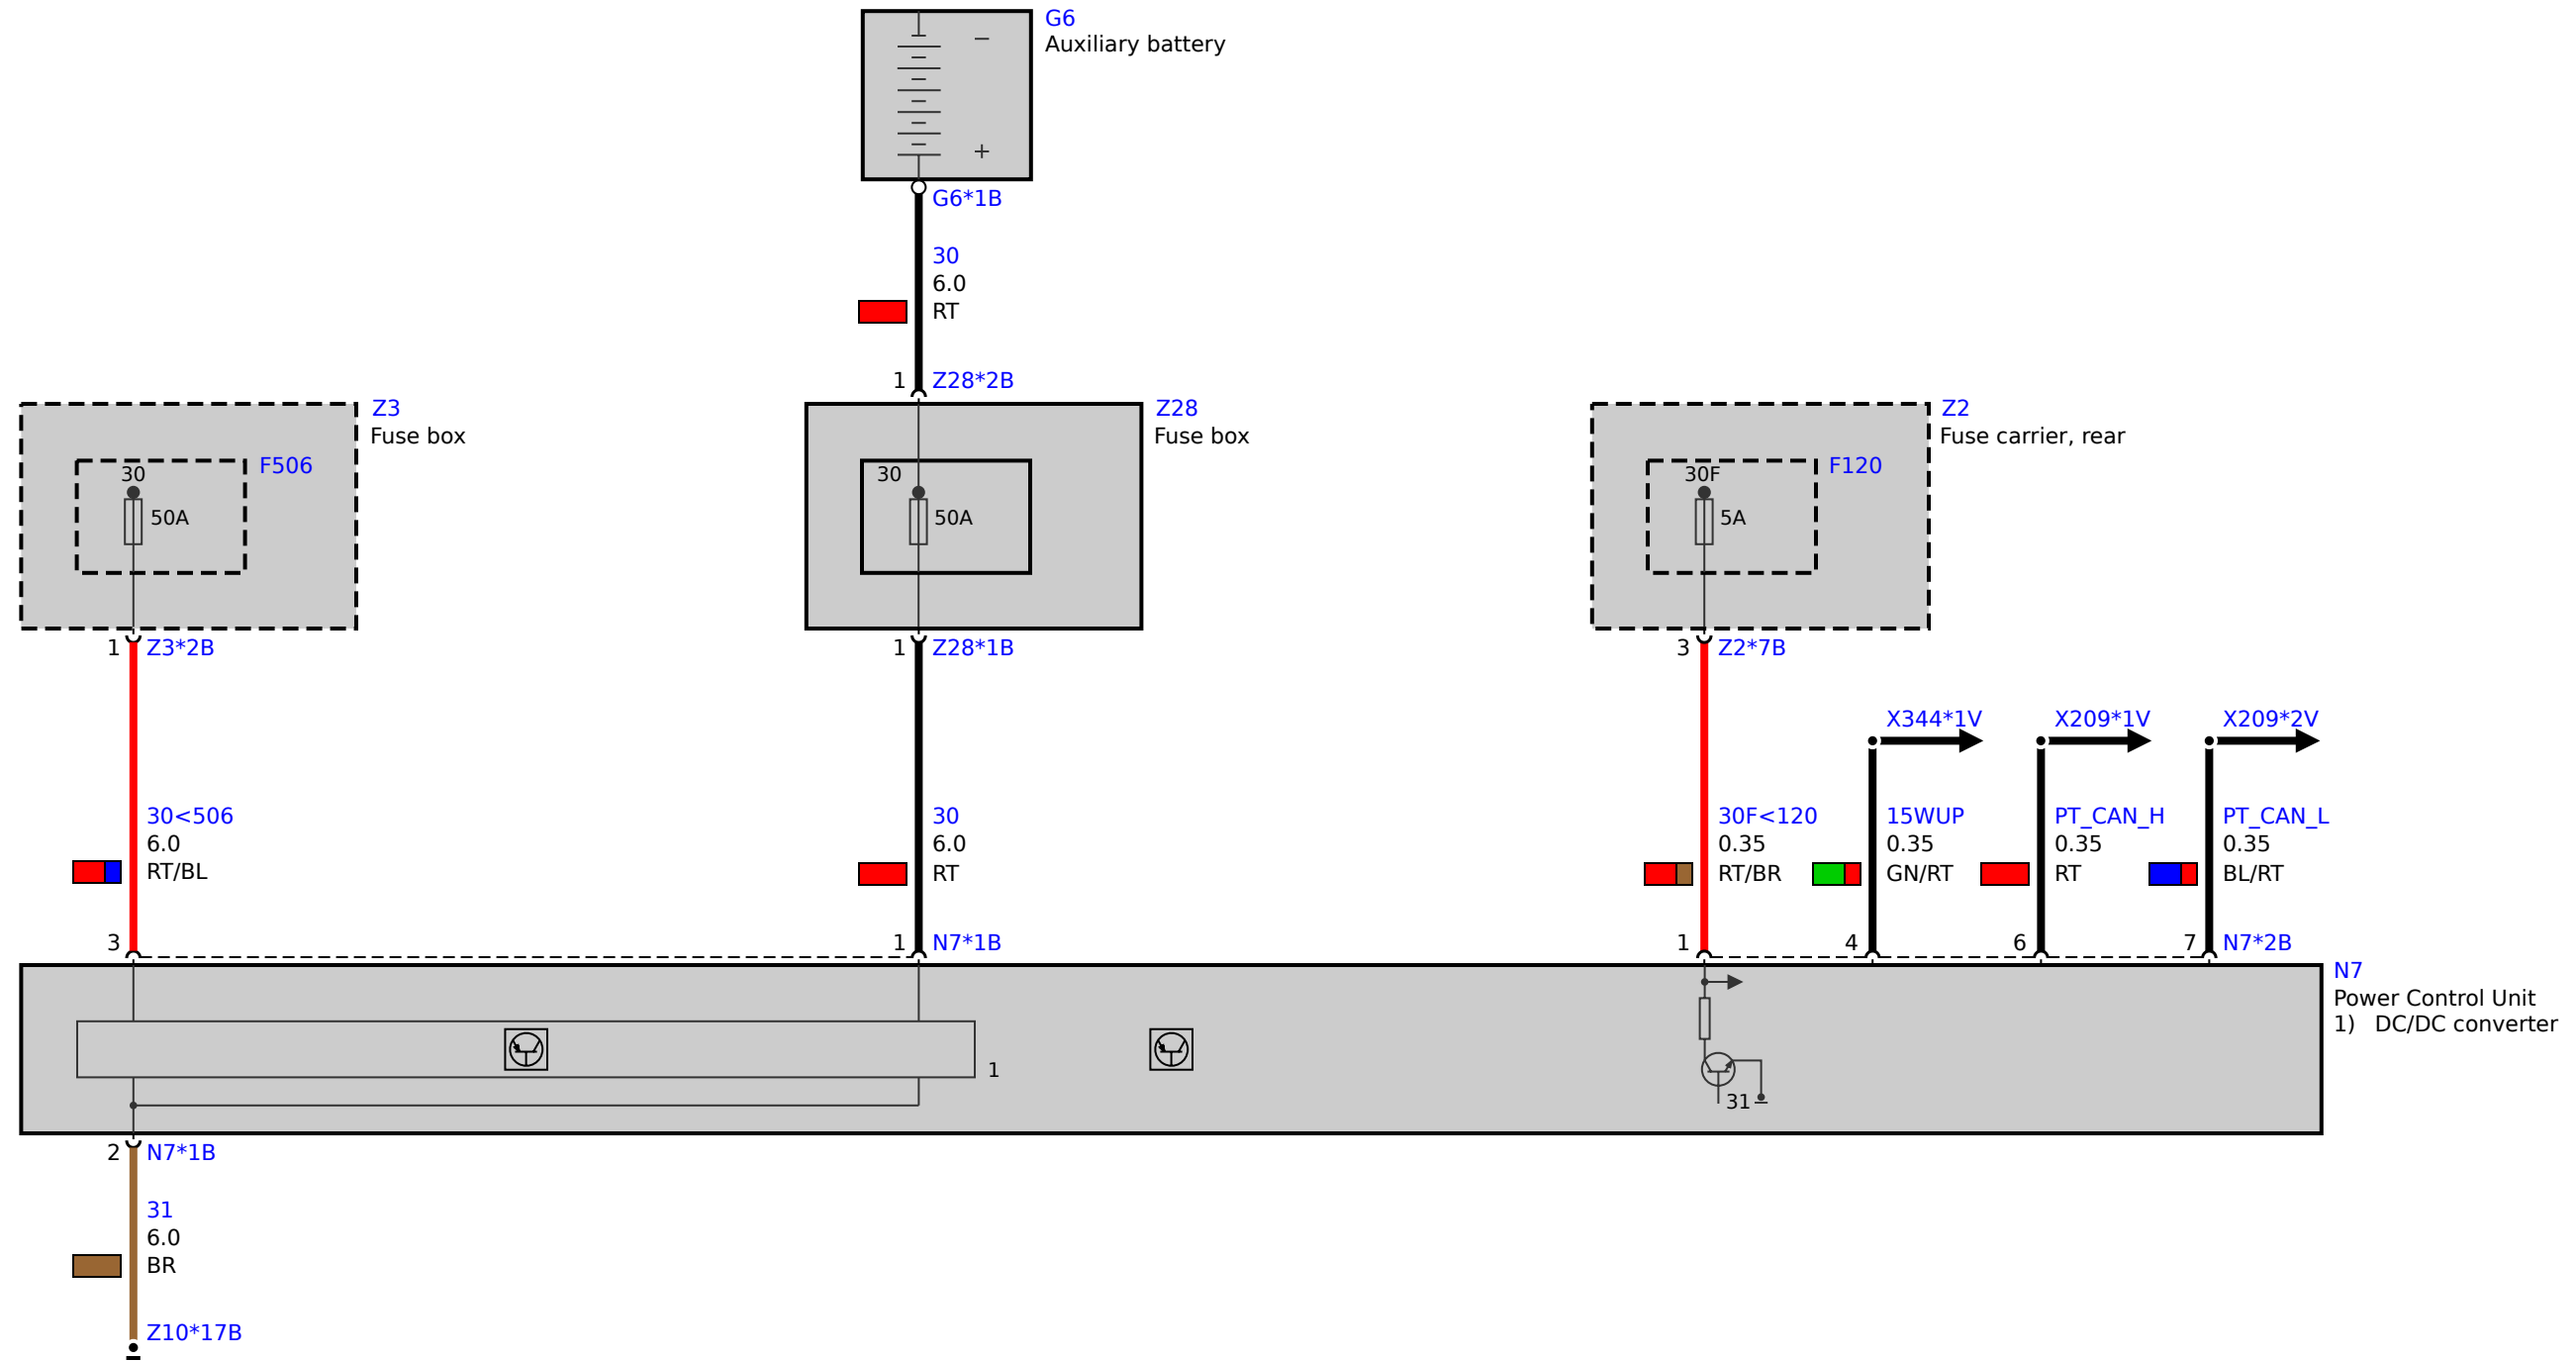 G6
Auxiliary battery
−
+
G6*1B
30
6.0
RT
1 Z28*2B
Z3
Fuse box
F506
30
50A
1 Z3*2B
Z28
Fuse box
30
50A
1 Z28*1B
Z2
Fuse carrier, rear
F120
30F
5A
3 Z2*7B
X344*1V
X209*1V
X209*2V
30<506
6.0
RT/BL
3
30
6.0
RT
1 N7*1B
30F<120
0.35
RT/BR
1
15WUP
0.35
GN/RT
4
PT_CAN_H
0.35
RT
6
PT_CAN_L
0.35
BL/RT
7 N7*2B
N7
Power Control Unit
1) DC/DC converter
1
31
2 N7*1B
31
6.0
BR
Z10*17B